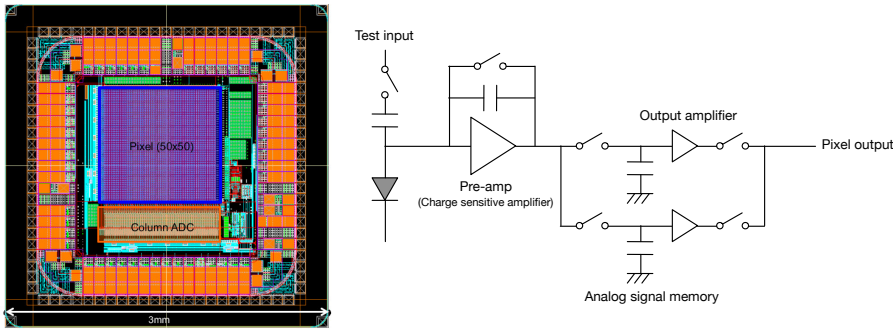 Pixel (50x50)
Column ADC
3mm
Test input
Pre-amp
(Charge sensitive amplifier)
Output amplifier
Pixel output
Analog signal memory